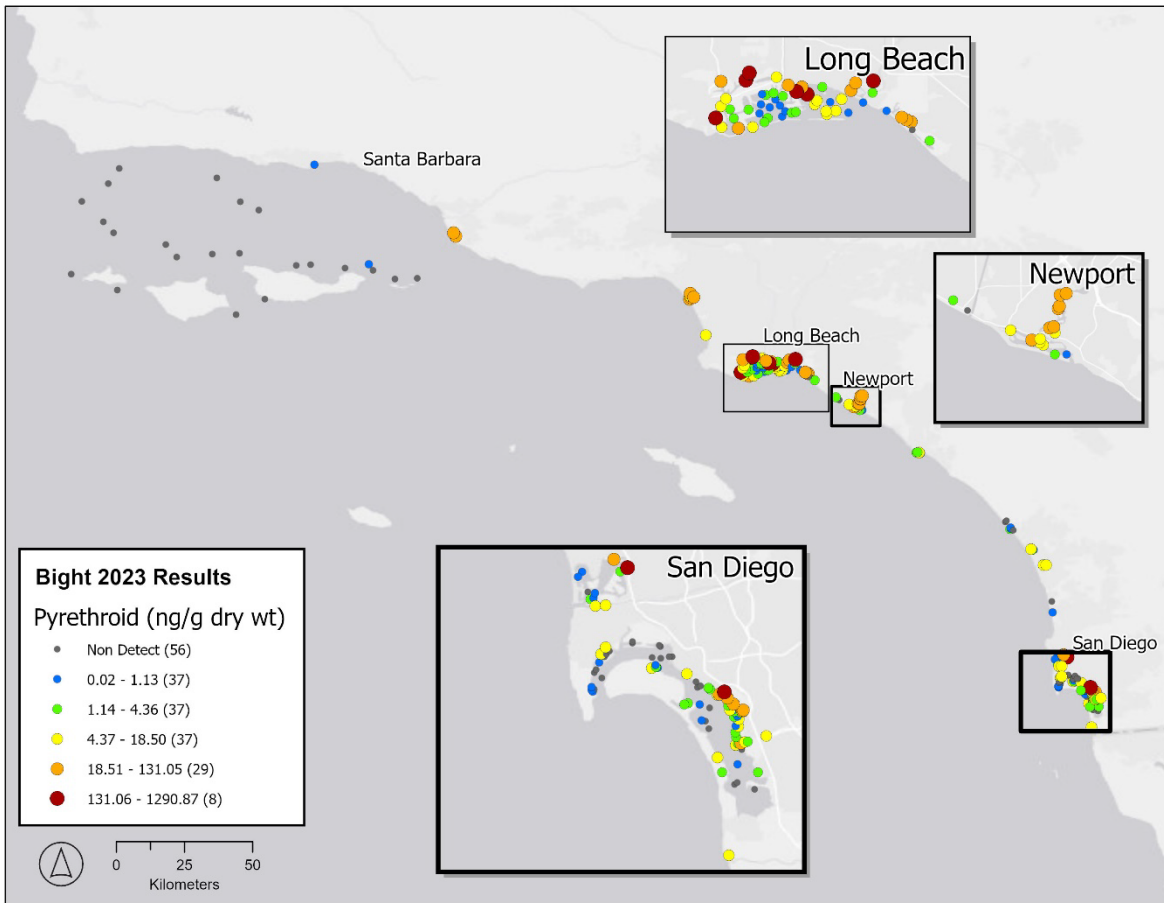 Long Beach
Santa Barbara
Newport
Long Beach
Newport
San Diego
San Diego
Bight 2023 Results
Pyrethroid (ng/g dry wt)
Non Detect (56)
0.02 - 1.13 (37)
1.14 - 4.36 (37)
4.37 - 18.50 (37)
18.51 - 131.05 (29)
131.06 - 1290.87 (8)
0 25 50
Kilometers